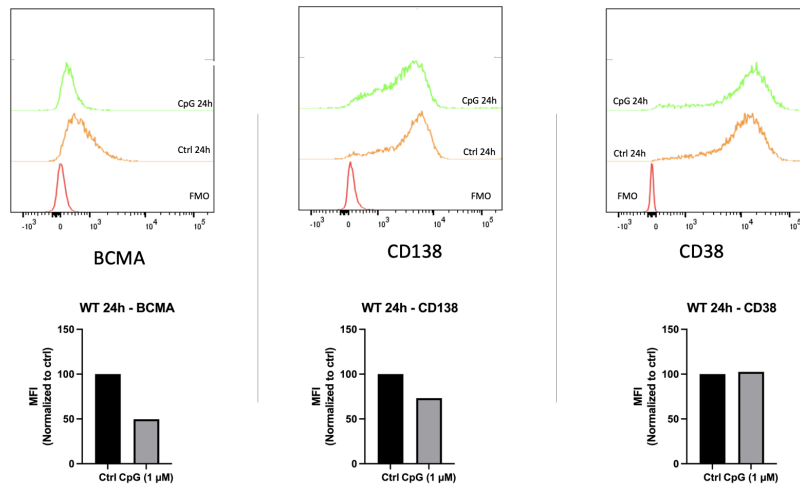 CpG 24h
Ctrl 24h
FMO
-10³ 0 10³ 10⁴ 10⁵
BCMA
CpG 24h
Ctrl 24h
FMO
-10³ 0 10³ 10⁴ 10⁵
CD138
CpG 24h
Ctrl 24h
FMO
-10³ 0 10³ 10⁴ 10⁵
CD38
WT 24h - BCMA
150
100
50
0
MFI
(Normalized to ctrl)
Ctrl CpG (1 µM)
WT 24h - CD138
150
100
50
0
MFI
(Normalized to ctrl)
Ctrl CpG (1 µM)
WT 24h - CD38
150
100
50
0
MFI
(Normalized to ctrl)
Ctrl CpG (1 µM)